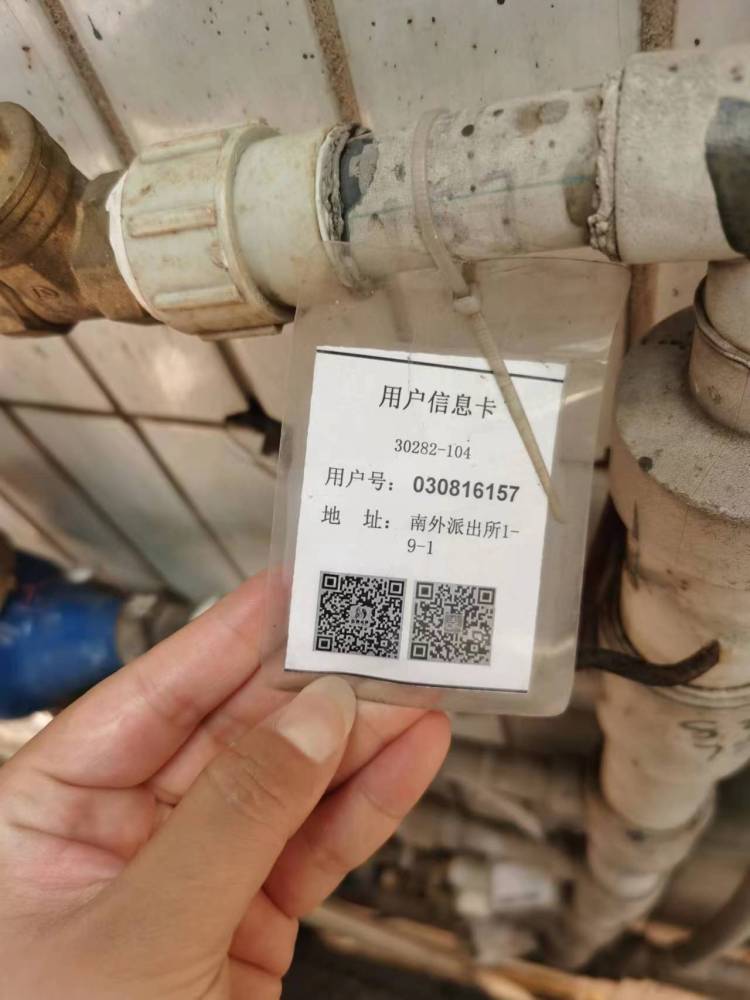 用户信息卡
30282-104
用户号： 030816157
地 址： 南外派出所1-
9-1